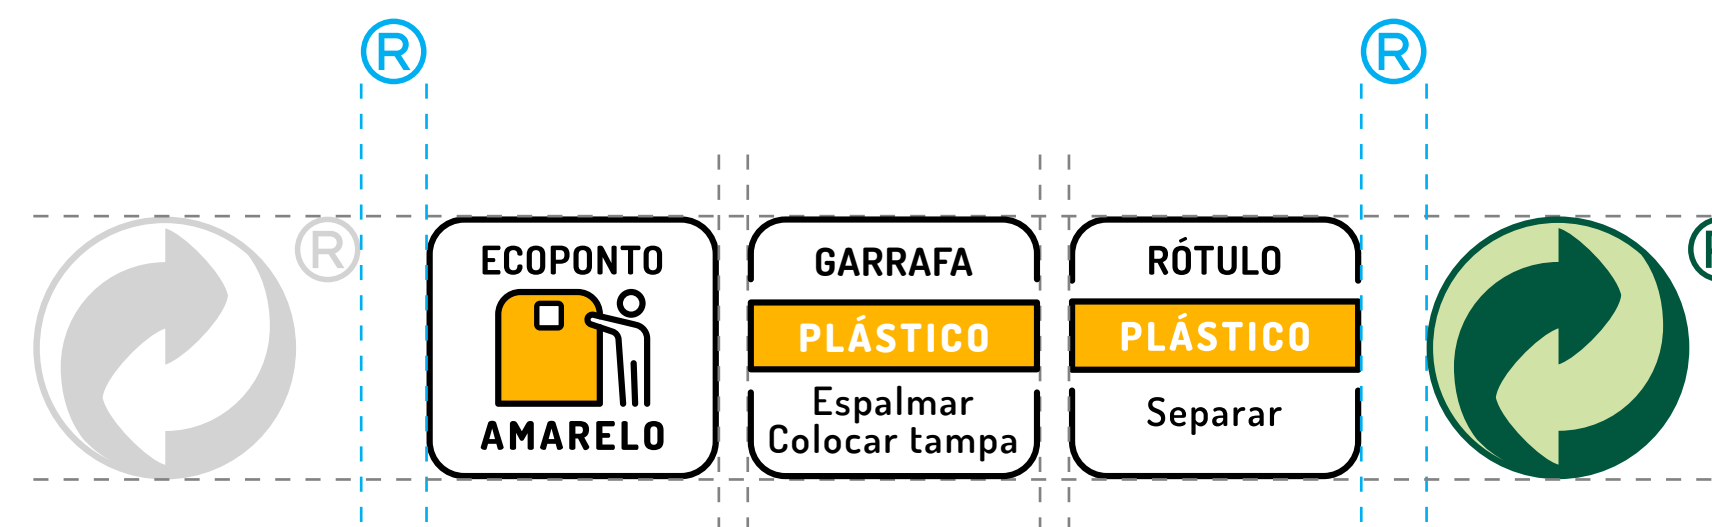 ® ®
®
ECOPONTO
AMARELO
GARRAFA
PLÁSTICO
Espalmar
Colocar tampa
RÓTULO
PLÁSTICO
Separar